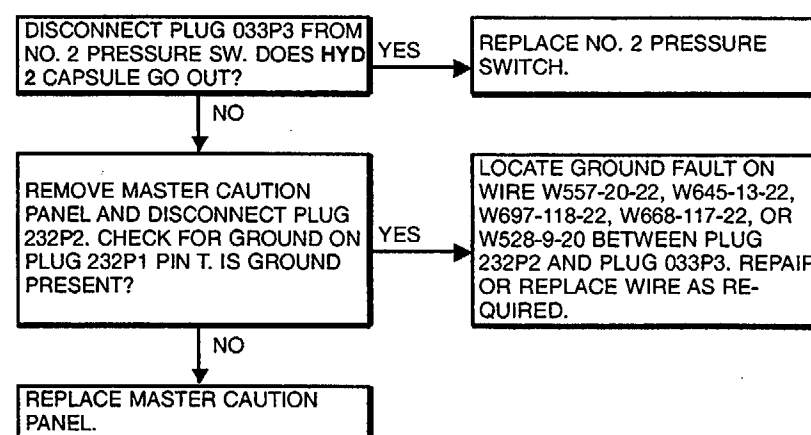 DISCONNECT PLUG 033P3 FROM
NO. 2 PRESSURE SW. DOES HYD
2 CAPSULE GO OUT?
YES
REPLACE NO. 2 PRESSURE
SWITCH.
NO
REMOVE MASTER CAUTION
PANEL AND DISCONNECT PLUG
232P2. CHECK FOR GROUND ON
PLUG 232P1 PIN T. IS GROUND
PRESENT?
YES
LOCATE GROUND FAULT ON
WIRE W557-20-22, W645-13-22,
W697-118-22, W668-117-22, OR
W528-9-20 BETWEEN PLUG
232P2 AND PLUG 033P3. REPAIR
OR REPLACE WIRE AS RE-
QUIRED.
NO
REPLACE MASTER CAUTION
PANEL.